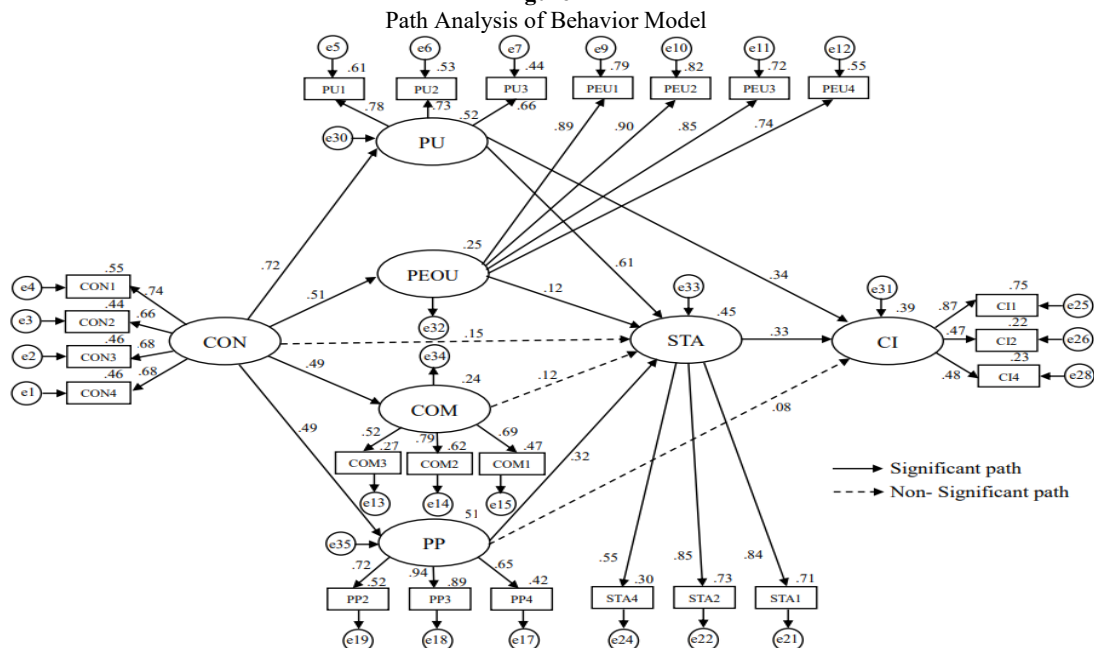 Path Analysis of Behavior Model
e5 e6 e7 e9 e10 e11 e12
.61 .53 .44 .79 .82 .72 .55
PU1 PU2 PU3 PEU1 PEU2 PEU3 PEU4
.78 .73 .52 .66 .89 .90 .85 .74
e30 PU
.25
PEOU
.72 .51 .61 .12 .34
e32 e33 e31
e4 .55 CON1 .74
e3 .44 CON2 .66
e2 .46 CON3 .68
e1 .46 CON4 .68
CON .15 STA .45 .33 CI .39
.87 .75 CI1 e25
.47 .22 CI2 e26
.48 .23 CI4 e28
e34
.49 .24 .12 .08
COM
.52 .27 .79 .62 .69 .47
COM3 COM2 COM1
e13 e14 e15
.49 .32
Significant path
Non- Significant path
51
e35 PP
.72 .52 .94 .89 .65 .42 .55 .30 .85 .73 .84 .71
PP2 PP3 PP4 STA4 STA2 STA1
e19 e18 e17 e24 e22 e21